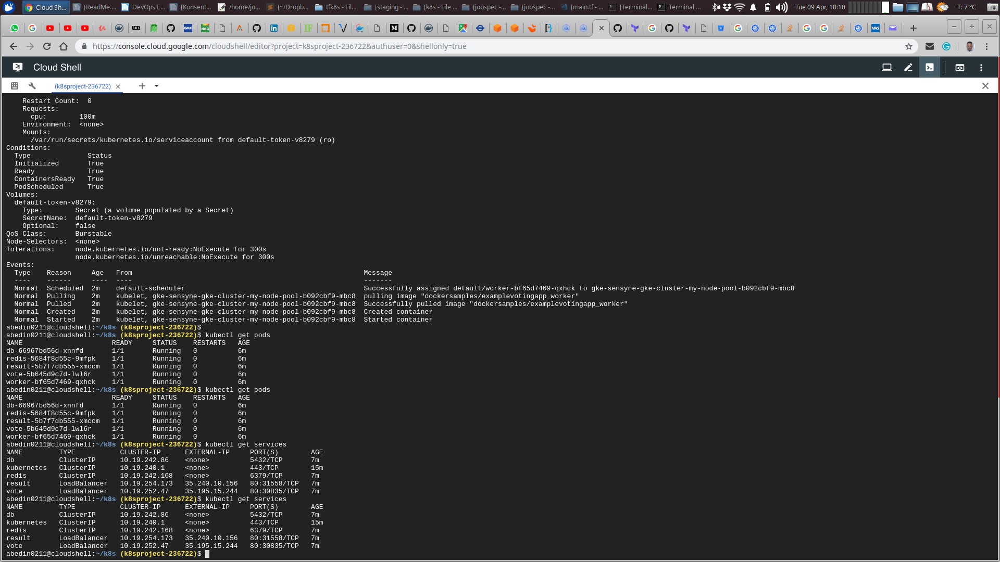 Cloud Sh...
[ReadMe....
DevOps E...
[Konsent...
/home/jo...
[~/Dropb...
tfk8s - Fil...
[staging - ...
[k8s - File ...
[jobspec -...
[jobspec -...
[main.tf - ...
[Terminal...
Terminal ...
Tue 09 Apr, 10:10
T: 7 °C
https://console.cloud.google.com/cloudshell/editor?project=k8sproject-236722&authuser=0&shellonly=true
Cloud Shell
(k8sproject-236722)
    Restart Count:  0
    Requests:
      cpu:        100m
    Environment:  <none>
    Mounts:
      /var/run/secrets/kubernetes.io/serviceaccount from default-token-v8279 (ro)
Conditions:
  Type              Status
  Initialized       True
  Ready             True
  ContainersReady   True
  PodScheduled      True
Volumes:
  default-token-v8279:
    Type:        Secret (a volume populated by a Secret)
    SecretName:  default-token-v8279
    Optional:    false
QoS Class:       Burstable
Node-Selectors:  <none>
Tolerations:     node.kubernetes.io/not-ready:NoExecute for 300s
                 node.kubernetes.io/unreachable:NoExecute for 300s
Events:
  Type    Reason     Age   From                                                         Message
  ----    ------     ----  ----                                                         -------
  Normal  Scheduled  2m    default-scheduler                                            Successfully assigned default/worker-bf65d7469-qxhck to gke-sensyne-gke-cluster-my-node-pool-b092cbf9-mbc8
  Normal  Pulling    2m    kubelet, gke-sensyne-gke-cluster-my-node-pool-b092cbf9-mbc8  pulling image "dockersamples/examplevotingapp_worker"
  Normal  Pulled     2m    kubelet, gke-sensyne-gke-cluster-my-node-pool-b092cbf9-mbc8  Successfully pulled image "dockersamples/examplevotingapp_worker"
  Normal  Created    2m    kubelet, gke-sensyne-gke-cluster-my-node-pool-b092cbf9-mbc8  Created container
  Normal  Started    2m    kubelet, gke-sensyne-gke-cluster-my-node-pool-b092cbf9-mbc8  Started container
abedin0211@cloudshell:~/k8s (k8sproject-236722)$
abedin0211@cloudshell:~/k8s (k8sproject-236722)$ kubectl get pods
NAME                      READY     STATUS    RESTARTS   AGE
db-66967bd56d-xnnfd       1/1       Running   0          6m
redis-5684f8d55c-9mfpk    1/1       Running   0          6m
result-5b7f7db555-xmccm   1/1       Running   0          6m
vote-5b645d9c7d-lwl6r     1/1       Running   0          6m
worker-bf65d7469-qxhck    1/1       Running   0          6m
abedin0211@cloudshell:~/k8s (k8sproject-236722)$ kubectl get pods
NAME                      READY     STATUS    RESTARTS   AGE
db-66967bd56d-xnnfd       1/1       Running   0          6m
redis-5684f8d55c-9mfpk    1/1       Running   0          6m
result-5b7f7db555-xmccm   1/1       Running   0          6m
vote-5b645d9c7d-lwl6r     1/1       Running   0          6m
worker-bf65d7469-qxhck    1/1       Running   0          6m
abedin0211@cloudshell:~/k8s (k8sproject-236722)$ kubectl get services
NAME         TYPE           CLUSTER-IP      EXTERNAL-IP     PORT(S)        AGE
db           ClusterIP      10.19.242.86    <none>          5432/TCP       7m
kubernetes   ClusterIP      10.19.240.1     <none>          443/TCP        15m
redis        ClusterIP      10.19.242.168   <none>          6379/TCP       7m
result       LoadBalancer   10.19.254.173   35.240.10.156   80:31558/TCP   7m
vote         LoadBalancer   10.19.252.47    35.195.15.244   80:30835/TCP   7m
abedin0211@cloudshell:~/k8s (k8sproject-236722)$ kubectl get services
NAME         TYPE           CLUSTER-IP      EXTERNAL-IP     PORT(S)        AGE
db           ClusterIP      10.19.242.86    <none>          5432/TCP       7m
kubernetes   ClusterIP      10.19.240.1     <none>          443/TCP        15m
redis        ClusterIP      10.19.242.168   <none>          6379/TCP       7m
result       LoadBalancer   10.19.254.173   35.240.10.156   80:31558/TCP   7m
vote         LoadBalancer   10.19.252.47    35.195.15.244   80:30835/TCP   7m
abedin0211@cloudshell:~/k8s (k8sproject-236722)$